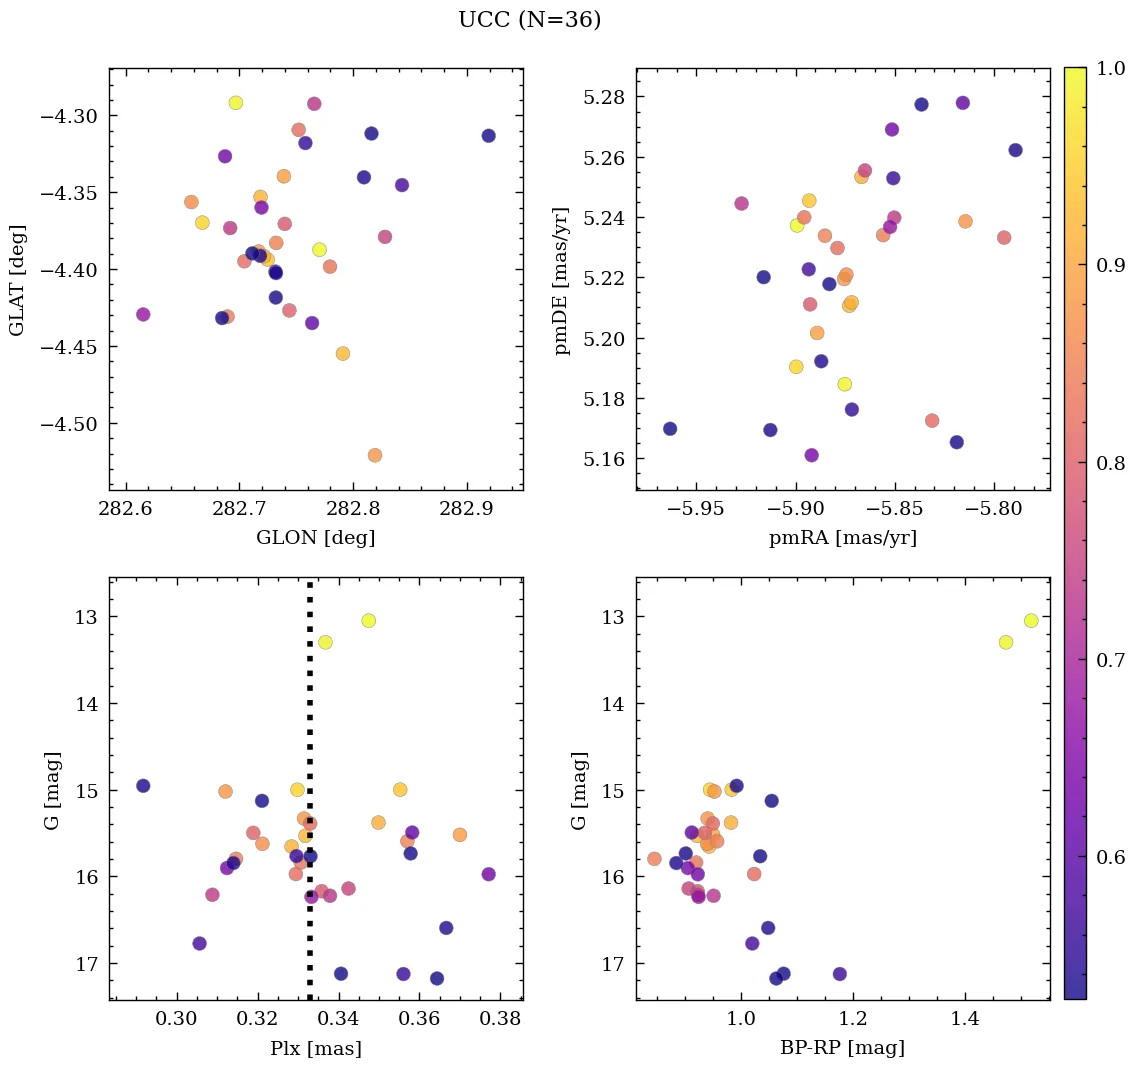 UCC (N=36)
−4.30
−4.35
−4.40
−4.45
−4.50
GLAT [deg]
282.6 282.7 282.8 282.9
GLON [deg]
5.28
5.26
5.24
5.22
5.20
5.18
5.16
pmDE [mas/yr]
−5.95 −5.90 −5.85 −5.80
pmRA [mas/yr]
13
14
15
16
17
G [mag]
0.30 0.32 0.34 0.36 0.38
Plx [mas]
13
14
15
16
17
G [mag]
1.0 1.2 1.4
BP-RP [mag]
1.0
0.9
0.8
0.7
0.6